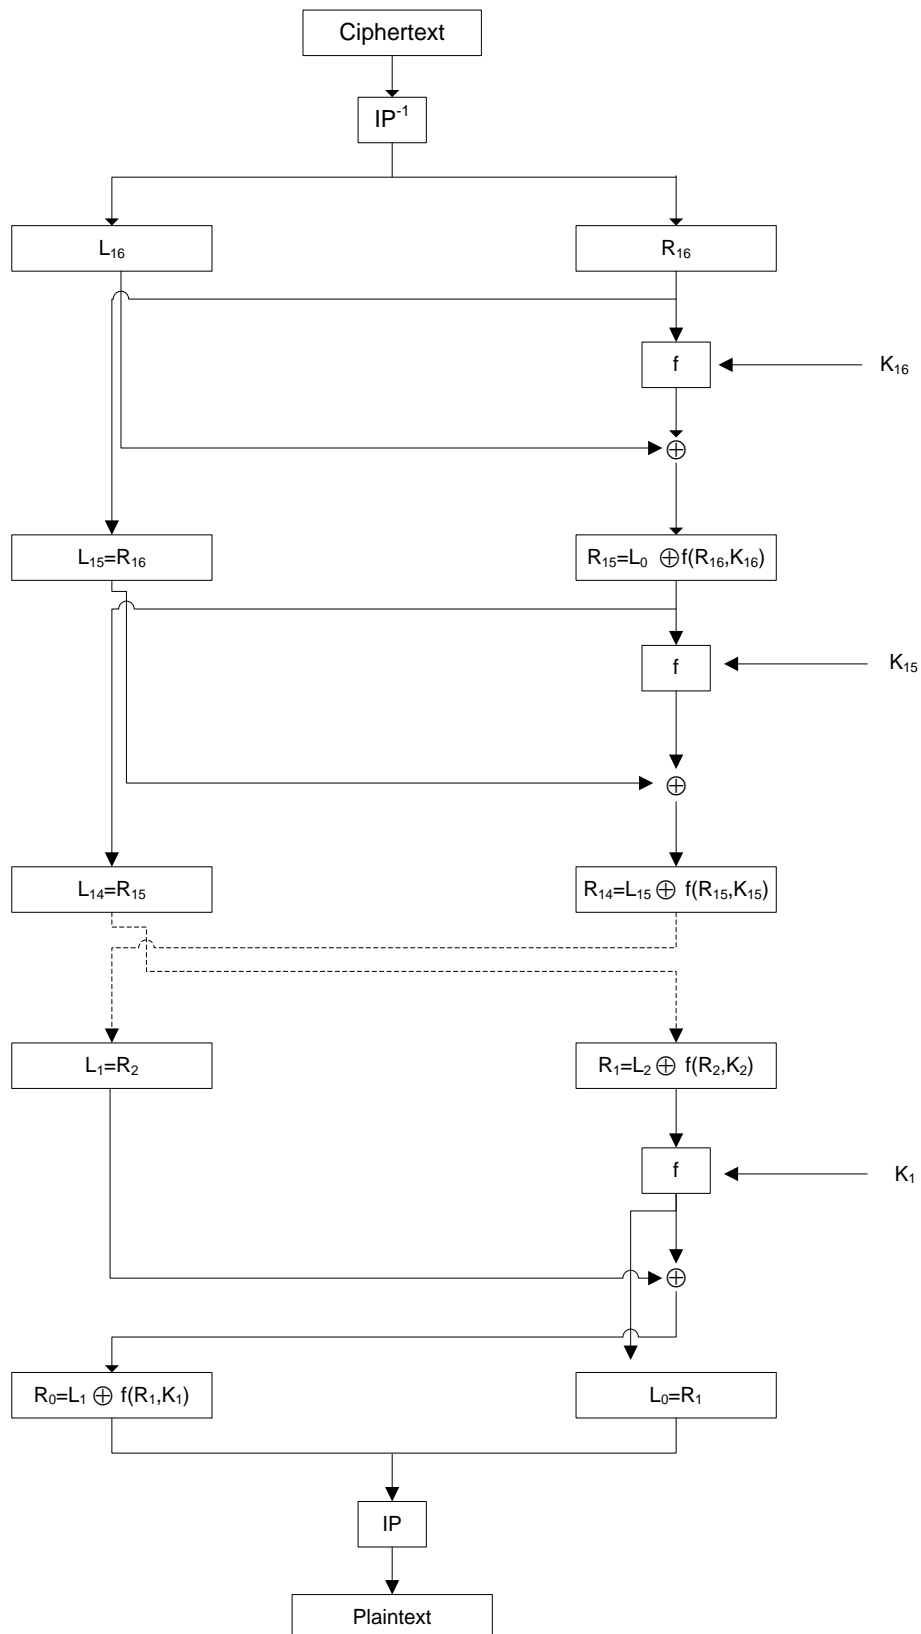 Ciphertext
IP⁻¹
L₁₆
R₁₆
f
K₁₆
⊕
L₁₅=R₁₆
R₁₅=L₀ ⊕f(R₁₆,K₁₆)
f
K₁₅
⊕
L₁₄=R₁₅
R₁₄=L₁₅ ⊕ f(R₁₅,K₁₅)
L₁=R₂
R₁=L₂ ⊕ f(R₂,K₂)
f
K₁
⊕
R₀=L₁ ⊕ f(R₁,K₁)
L₀=R₁
IP
Plaintext